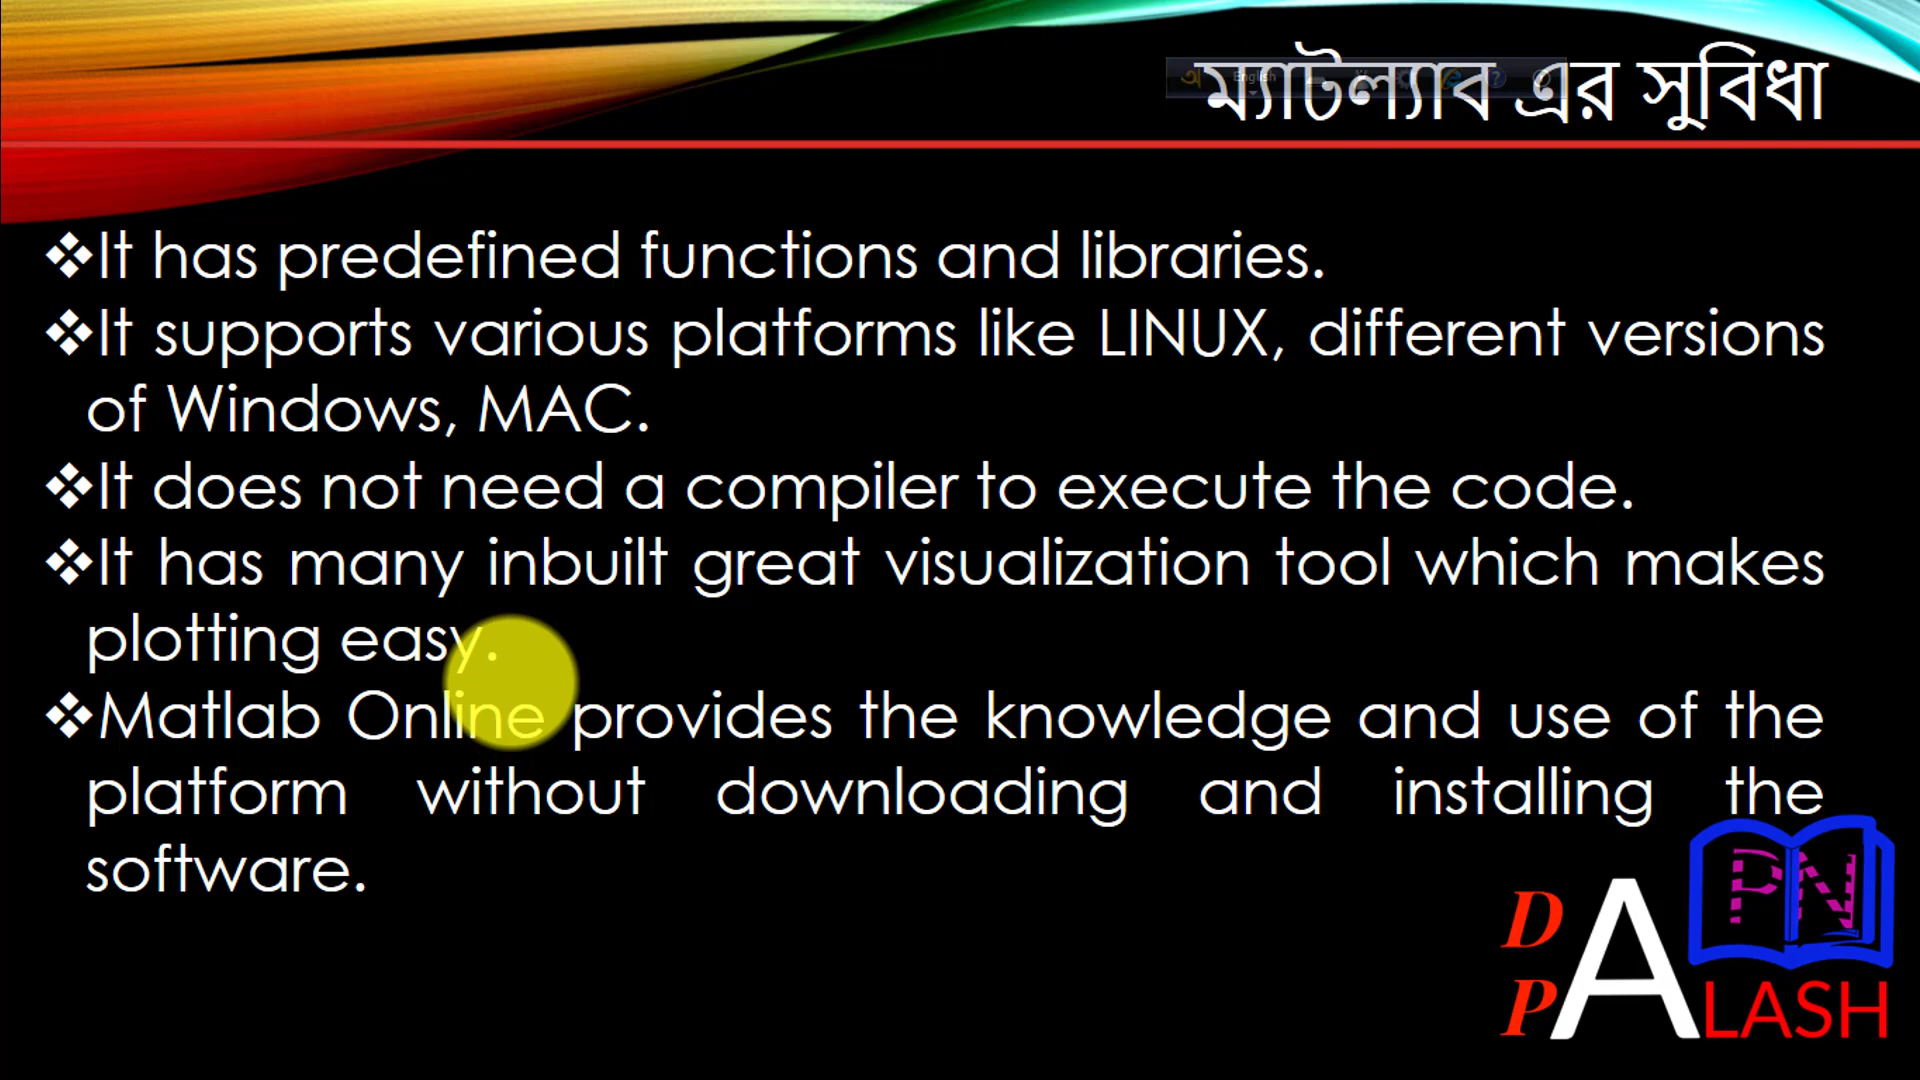 English
ম্যাটল্যাব এর সুবিধা
❖It has predefined functions and libraries.
❖It supports various platforms like LINUX, different versions
of Windows, MAC.
❖It does not need a compiler to execute the code.
❖It has many inbuilt great visualization tool which makes
plotting easy.
❖Matlab Online provides the knowledge and use of the
platform without downloading and installing the
software.
PN
D
P A LASH